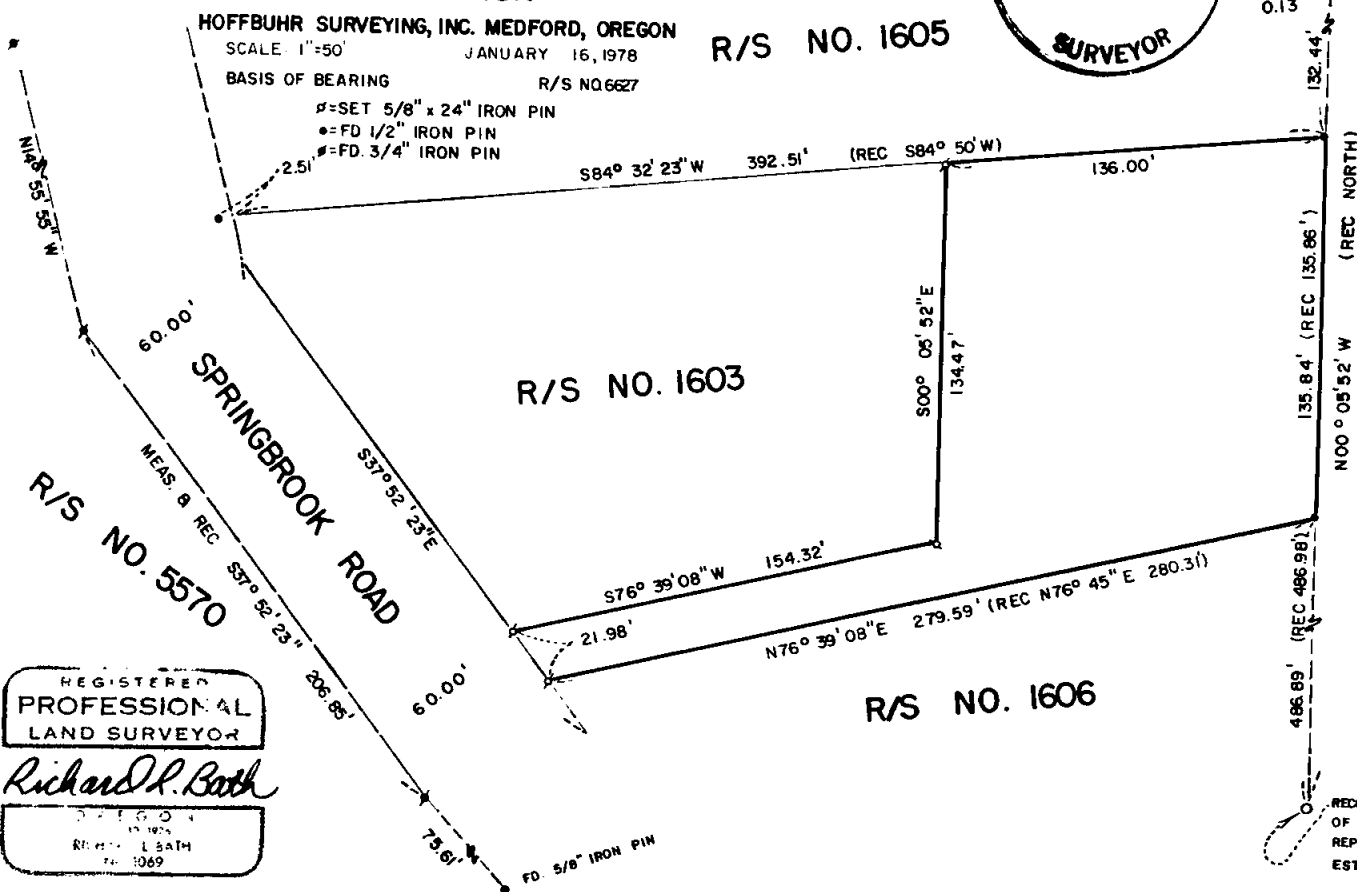 HOFFBUHR SURVEYING, INC. MEDFORD, OREGON
SCALE 1"=50' JANUARY 16, 1978
BASIS OF BEARING R/S NO.6627
ø=SET 5/8" x 24" IRON PIN
●=FD 1/2" IRON PIN
=FD. 3/4" IRON PIN
R/S NO. 1605
SURVEYOR
0.13
132.44'
2.51'
S84° 32' 23" W 392.51' (REC S84° 50' W)
136.00'
55' 55" W
60.00'
SPRINGBROOK ROAD
R/S NO. 1603
S00° 05' 52" E
134.47'
135.84' (REC 135.86')
N00° 05' 52" W (REC NORTH)
S37° 52' 23" E
MEAS. & REC S37° 52' 23" 206.85'
R/S NO. 5570
S76° 39' 08" W 154.32'
21.98'
N76° 39' 08" E 279.59' (REC N76° 45" E 280.31')
60.00'
R/S NO. 1606
486.89' (REC 486.98')
75.61'
FD. 5/8" IRON PIN
REGISTERED
PROFESSIONAL
LAND SURVEYOR
Richard L. Bath
OREGON
L BATH
1069
OF
REP
EST